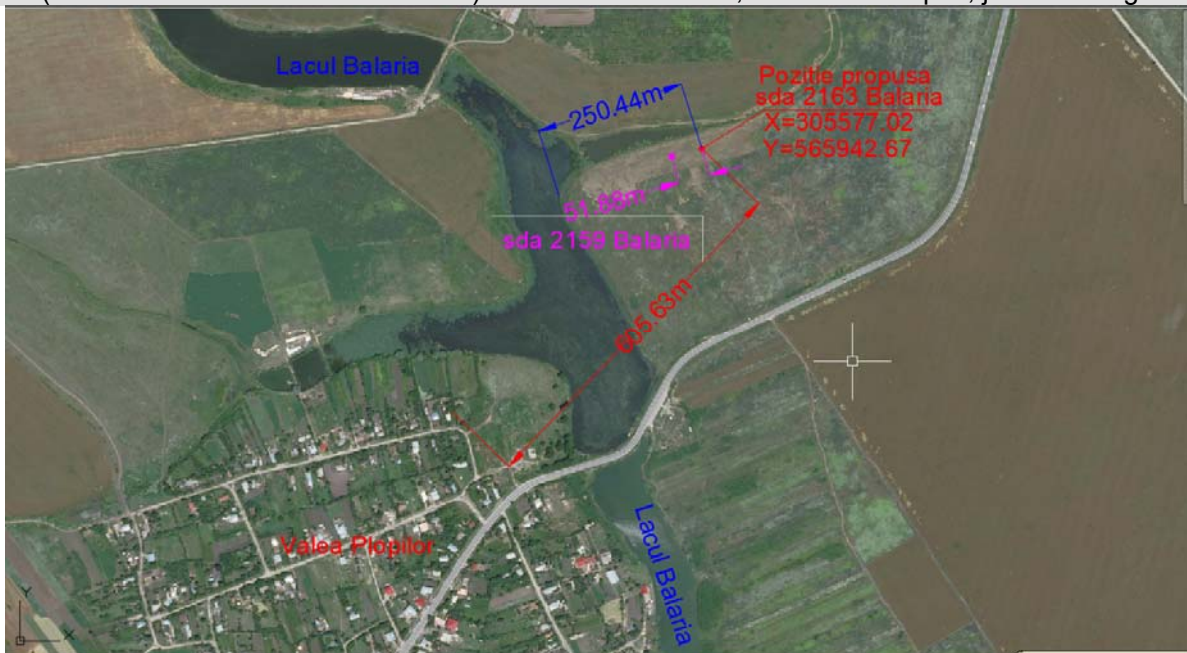 Lacul Balaria
250.44m
Pozitie propusa
sda 2163 Balaria
X=305577.02
Y=565942.67
51.88m
sda 2159 Balaria
605.63m
Valea Plopilor
Lacul Balaria
Y
X